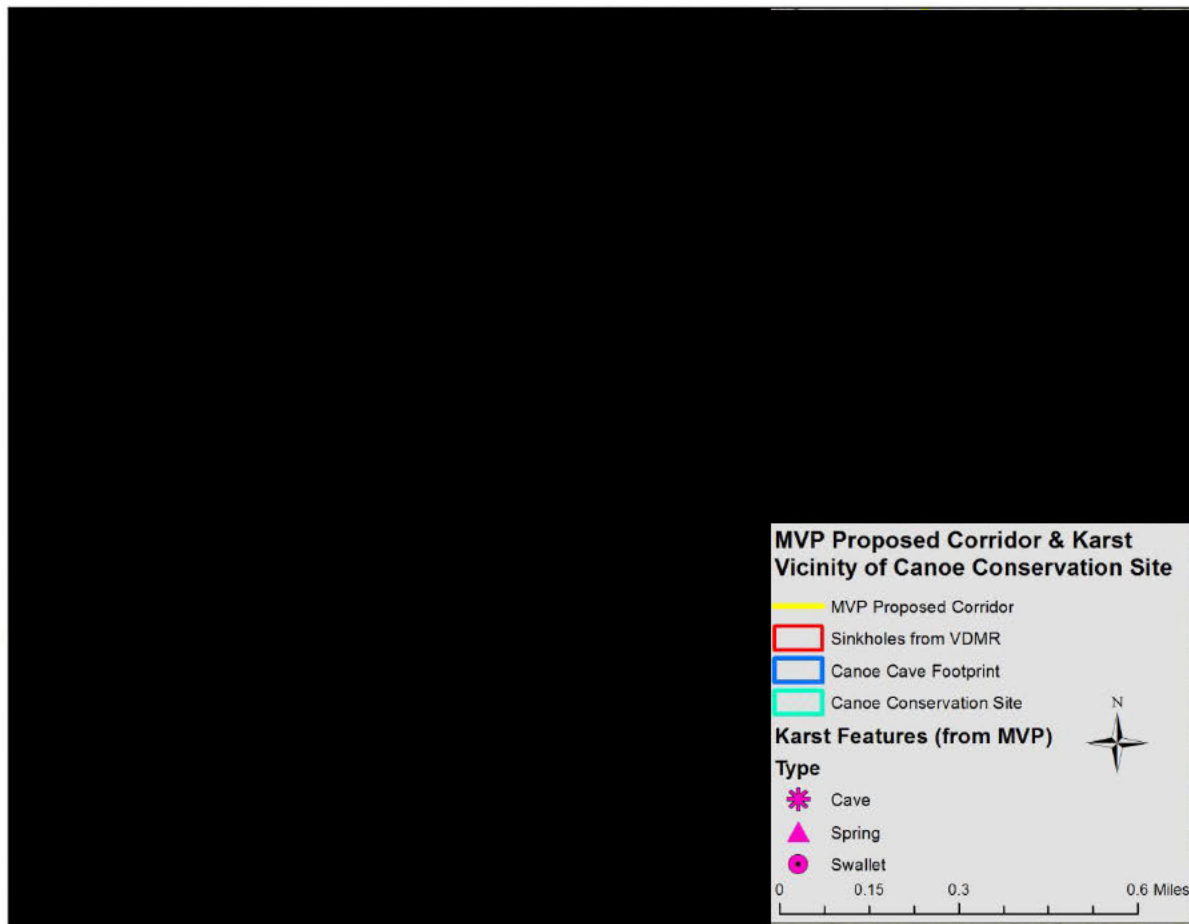 MVP Proposed Corridor & Karst
Vicinity of Canoe Conservation Site
MVP Proposed Corridor
Sinkholes from VDMR
Canoe Cave Footprint
Canoe Conservation Site
N
Karst Features (from MVP)
Type
Cave
Spring
Swallet
0 0.15 0.3 0.6 Miles